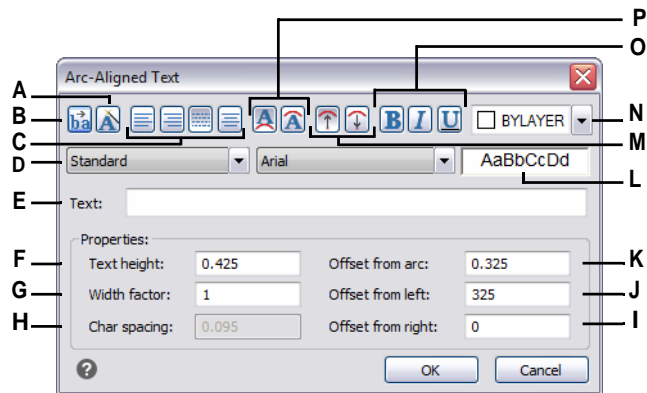 P
O
Arc-Aligned Text
A
B
ba A A A B I U BYLAYER N
C
M
D Standard Arial AaBbCcDd
L
E Text:
Properties:
F Text height: 0.425 Offset from arc: 0.325 K
G Width factor: 1 Offset from left: 325 J
H Char spacing: 0.095 Offset from right: 0 I
? OK Cancel